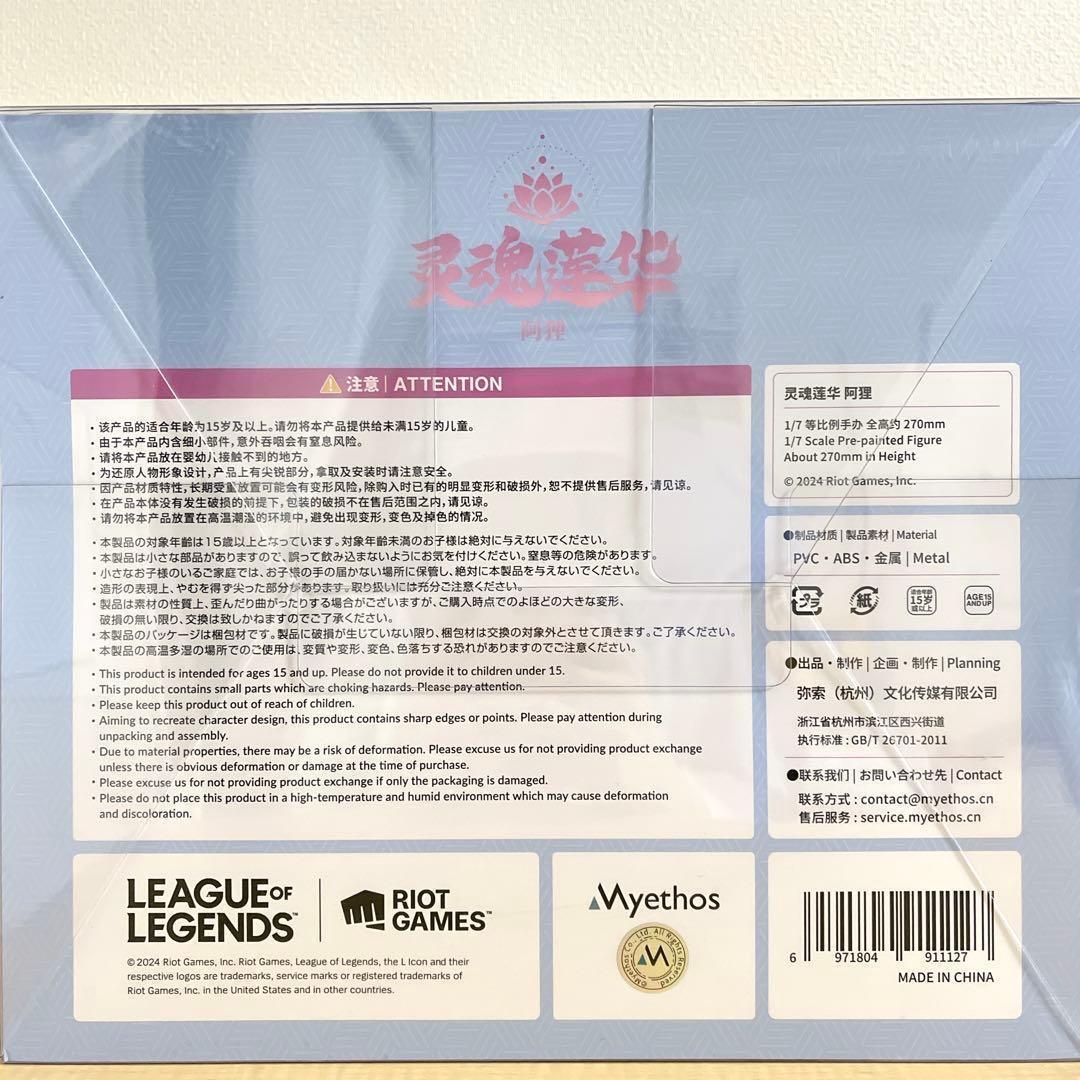 灵魂莲华
阿狸
注意 | ATTENTION
• 该产品的适合年龄为15岁及以上。请勿将本产品提供给未满15岁的儿童。
• 由于本产品内含细小部件，意外吞咽会有窒息风险。
• 请将本产品放在婴幼儿接触不到的地方。
• 为还原人物形象设计，产品上有尖锐部分，拿取及安装时请注意安全。
• 因产品材质特性，长期受重放置可能会有变形风险，除购入时已有的明显变形和破损外，恕不提供售后服务，请见谅。
• 在产品本体没有发生破损的前提下，包装的破损不在售后范围之内，请见谅。
• 请勿将本产品放置在高温潮湿的环境中，避免出现变形，变色及掉色的情况。
• 本製品の対象年齢は15歳以上となっています。対象年齢未満のお子様は絶対に与えないでください。
• 本製品は小さな部品がありますので、誤って飲み込まないようにお気を付けください。窒息等の危険があります。
• 小さなお子様のいるご家庭では、お子様の手の届かない場所に保管し、絶対に本製品を与えないでください。
• 造形の表現上、やむを得ず尖った部分があります。取り扱いには充分ご注意ください。
• 製品は素材の性質上、歪んだり曲がったりする場合がございますが、ご購入時点でのよほどの大きな変形、
破損の無い限り、交換は致しかねますのでご了承ください。
• 本製品のパッケージは梱包材です。製品に破損が生じていない限り、梱包材は交換の対象外とさせて頂きます。ご了承ください。
• 本製品の高温多湿の場所でのご使用は、変質や変形、変色、色落ちする恐れがありますのでご注意ください。
• This product is intended for ages 15 and up. Please do not provide it to children under 15.
• This product contains small parts which are choking hazards. Please pay attention.
• Please keep this product out of reach of children.
• Aiming to recreate character design, this product contains sharp edges or points. Please pay attention during
unpacking and assembly.
• Due to material properties, there may be a risk of deformation. Please excuse us for not providing product exchange
unless there is obvious deformation or damage at the time of purchase.
• Please excuse us for not providing product exchange if only the packaging is damaged.
• Please do not place this product in a high-temperature and humid environment which may cause deformation
and discoloration.
灵魂莲华 阿狸
1/7 等比例手办 全高约 270mm
1/7 Scale Pre-painted Figure
About 270mm in Height
© 2024 Riot Games, Inc.
●制品材质 | 製品素材 | Material
PVC・ABS・金属 | Metal
プラ
紙
适合年龄
15岁
或以上
AGE15
AND UP
●出品・制作 | 企画・制作 | Planning
弥索（杭州）文化传媒有限公司
浙江省杭州市滨江区西兴街道
执行标准 : GB/T 26701-2011
●联系我们 | お問い合わせ先 | Contact
联系方式 : contact@myethos.cn
售后服务 : service.myethos.cn
LEAGUE OF
LEGENDS™
RIOT
GAMES™
© 2024 Riot Games, Inc. Riot Games, League of Legends, the L Icon and their
respective logos are trademarks, service marks or registered trademarks of
Riot Games, Inc. in the United States and in other countries.
Myethos
©Myethos Co., Ltd. All Rights Reserved.
6 971804 911127
MADE IN CHINA